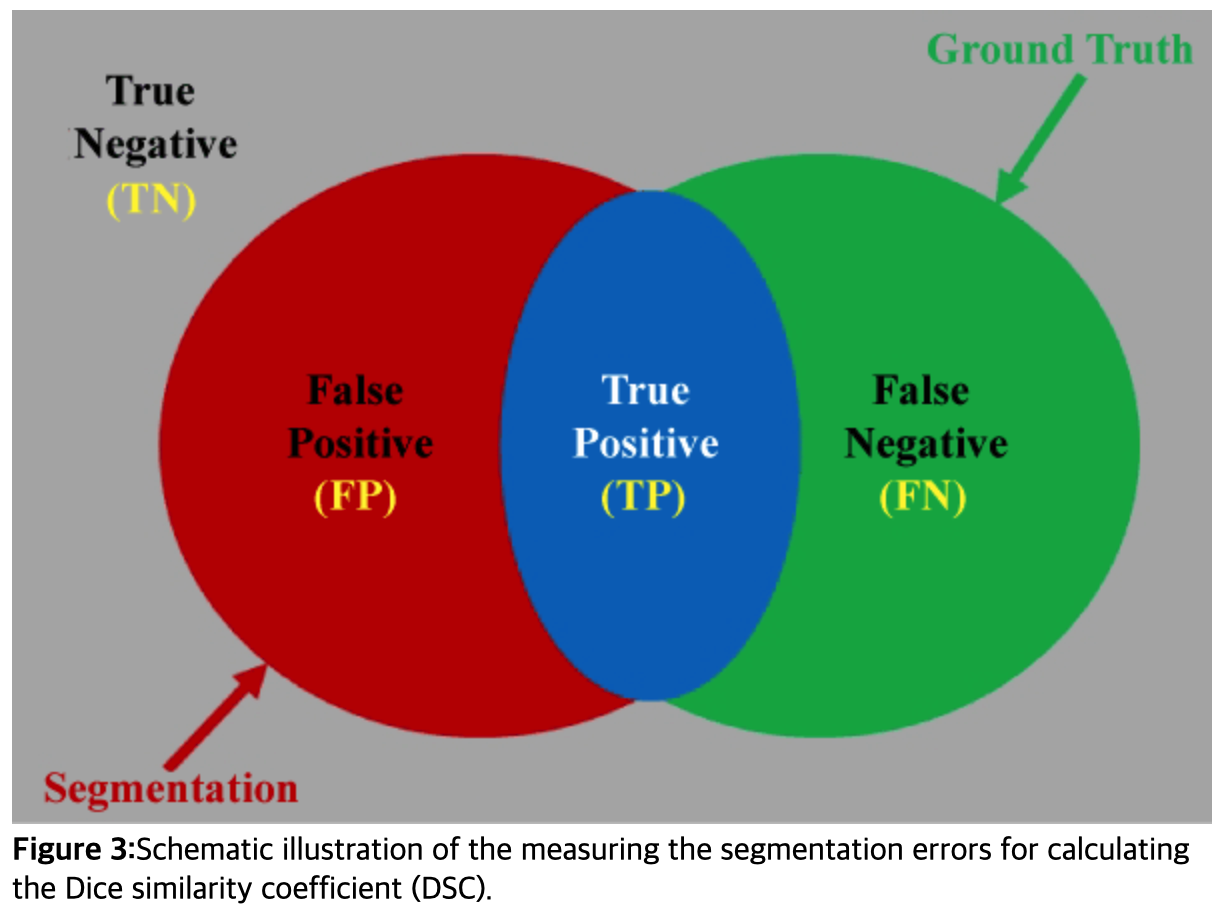 Ground Truth
True
Negative
(TN)
False
Positive
(FP)
True
Positive
(TP)
False
Negative
(FN)
Segmentation
Figure 3:Schematic illustration of the measuring the segmentation errors for calculating
the Dice similarity coefficient (DSC).